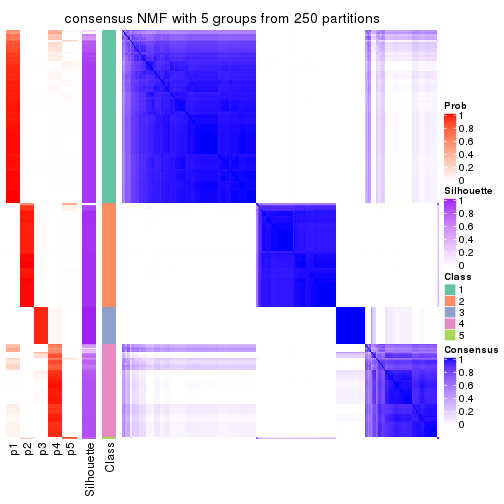 consensus NMF with 5 groups from 250 partitions
Prob
1
0.8
0.6
0.4
0.2
0
Silhouette
1
0.8
0.6
0.4
0.2
0
Class
1
2
3
4
5
Consensus
1
0.8
0.6
0.4
0.2
0
p1
p2
p3
p4
p5
Silhouette
Class